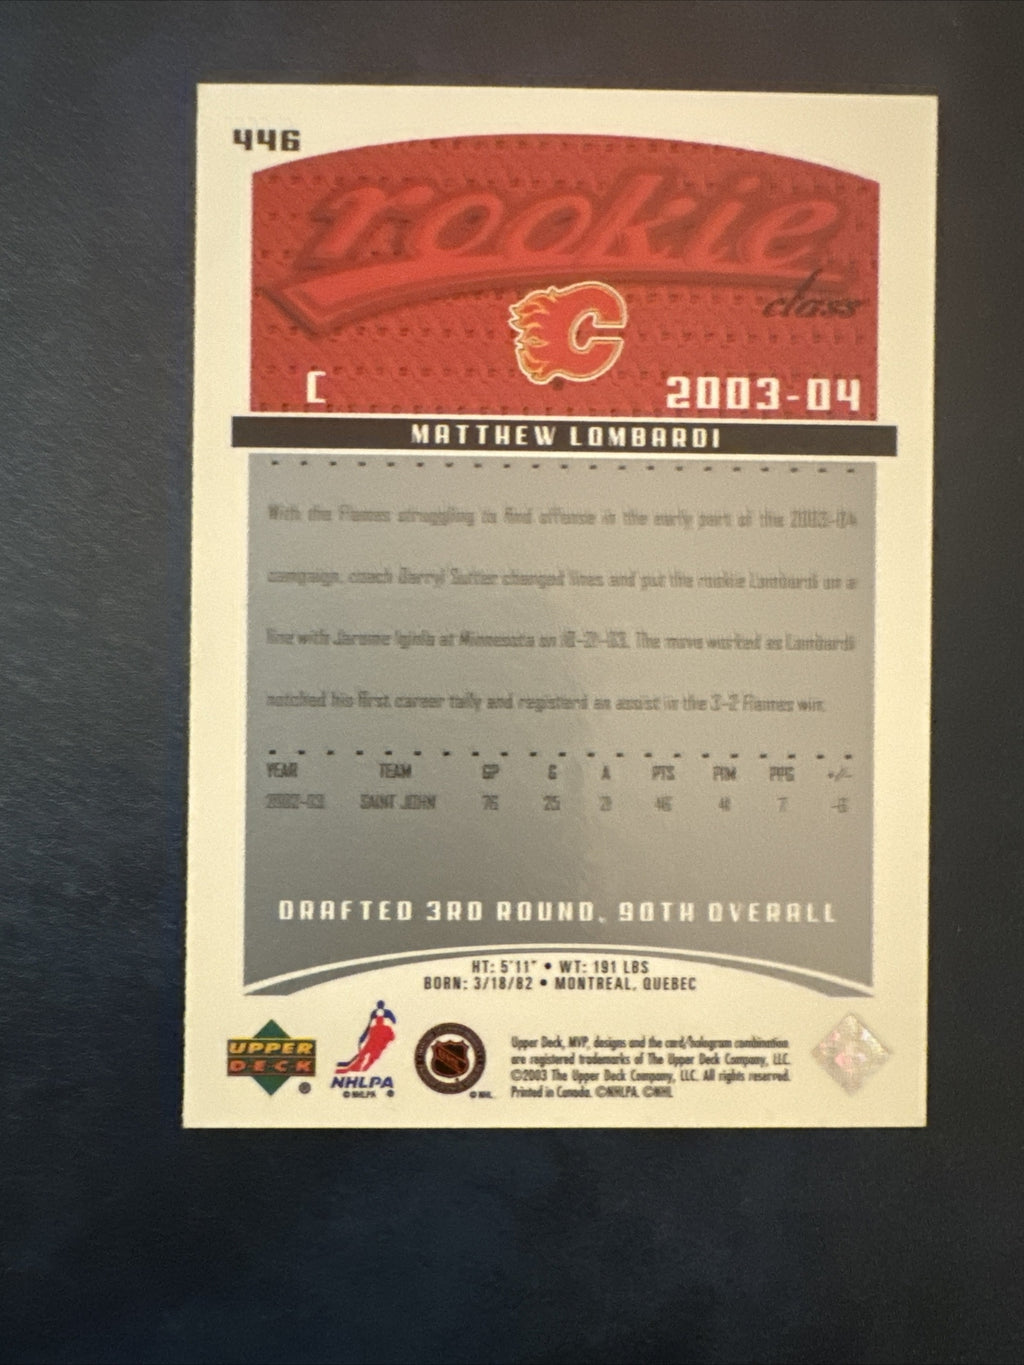 446
rookie
class
C
2003-04
MATTHEW LOMBARDI
With the Flames struggling to find offense in the early part of the 2003-04
campaign, coach Darryl Sutter changed lines and put the rookie Lombardi on a
line with Jarome Iginla at Minnesota on The move worked as Lombardi
notched his first career tally and registered an assist in the 3-2 Flames win.
YEAR TEAM GP G A PTS PIM PPG +/-
2002-03 SAINT JOHN 76 25 21 46 41 7
DRAFTED 3RD ROUND, 90TH OVERALL
HT: 5'11" • WT: 191 LBS
BORN: 3/18/82 • MONTREAL, QUEBEC
UPPER
DECK
®
NHLPA
©NHLPA
NHL
©NHL
Upper Deck, MVP, designs and the card/hologram combination
are registered trademarks of The Upper Deck Company, LLC.
©2003 The Upper Deck Company, LLC. All rights reserved.
Printed in Canada. ©NHLPA. ©NHL